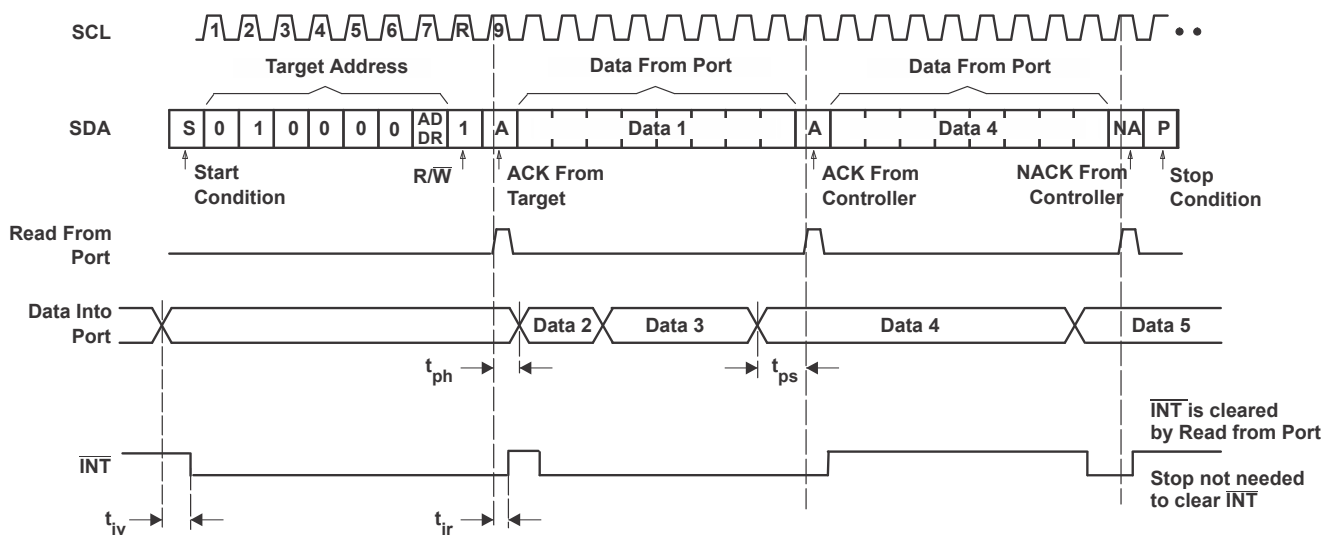 SCL 1 2 3 4 5 6 7 R 9
Target Address Data From Port Data From Port
SDA S 0 1 0 0 0 0 AD DR 1 A Data 1 A Data 4 NA P
Start Condition
R/W̅
ACK From Target
ACK From Controller
NACK From Controller
Stop Condition
Read From Port
Data Into Port
Data 2 Data 3 Data 4 Data 5
tph tps
I̅N̅T̅ is cleared
by Read from Port
I̅N̅T̅
Stop not needed
to clear I̅N̅T̅
tiv tir